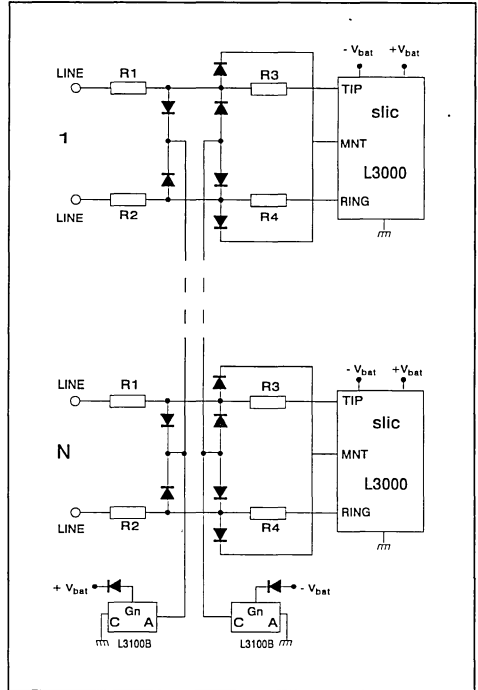 - Vbat +Vbat
LINE R1 R3 TIP
slic
1 MNT
L3000
LINE R2 R4 RING
- Vbat +Vbat
LINE R1 R3 TIP
slic
N MNT
L3000
LINE R2 R4 RING
+ Vbat - Vbat
Gn Gn
C A C A
L3100B L3100B